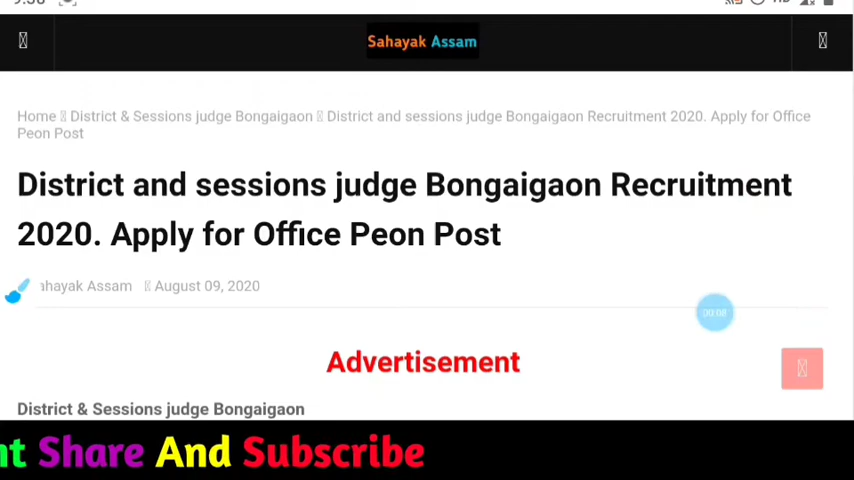 Sahayak Assam
Home District & Sessions judge Bongaigaon District and sessions judge Bongaigaon Recruitment 2020. Apply for Office
Peon Post
District and sessions judge Bongaigaon Recruitment
2020. Apply for Office Peon Post
ahayak Assam August 09, 2020
00:08
Advertisement
District & Sessions judge Bongaigaon
nt Share And Subscribe